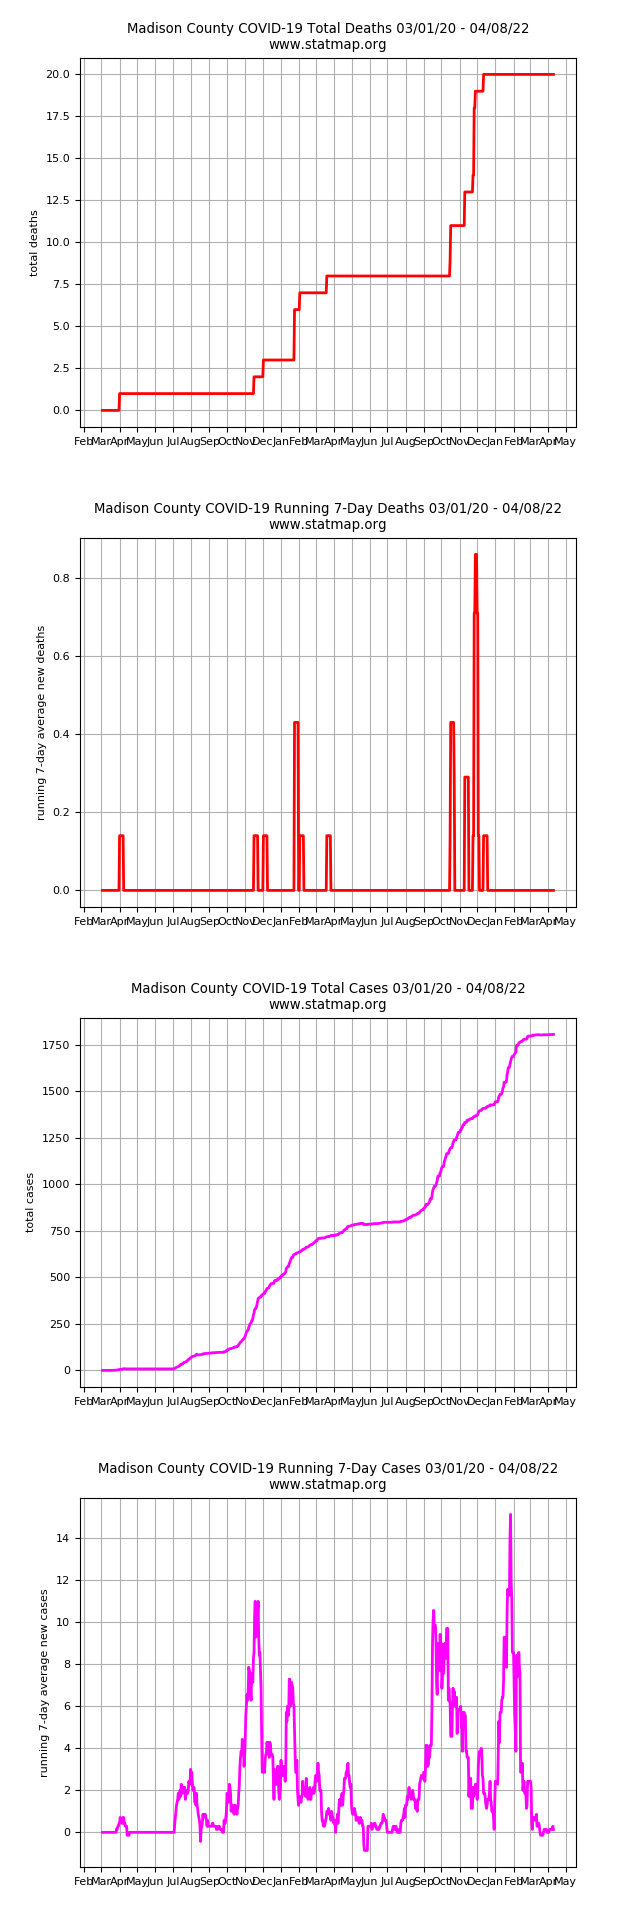 Madison County COVID-19 Total Deaths 03/01/20 - 04/08/22
www.statmap.org
20.0
17.5
15.0
12.5
10.0
7.5
5.0
2.5
0.0
total deaths
Feb Mar Apr May Jun Jul Aug Sep Oct Nov Dec Jan Feb Mar Apr May Jun Jul Aug Sep Oct Nov Dec Jan Feb Mar Apr May
Madison County COVID-19 Running 7-Day Deaths 03/01/20 - 04/08/22
www.statmap.org
0.8
0.6
0.4
0.2
0.0
running 7-day average new deaths
Feb Mar Apr May Jun Jul Aug Sep Oct Nov Dec Jan Feb Mar Apr May Jun Jul Aug Sep Oct Nov Dec Jan Feb Mar Apr May
Madison County COVID-19 Total Cases 03/01/20 - 04/08/22
www.statmap.org
1750
1500
1250
1000
750
500
250
0
total cases
Feb Mar Apr May Jun Jul Aug Sep Oct Nov Dec Jan Feb Mar Apr May Jun Jul Aug Sep Oct Nov Dec Jan Feb Mar Apr May
Madison County COVID-19 Running 7-Day Cases 03/01/20 - 04/08/22
www.statmap.org
14
12
10
8
6
4
2
0
running 7-day average new cases
Feb Mar Apr May Jun Jul Aug Sep Oct Nov Dec Jan Feb Mar Apr May Jun Jul Aug Sep Oct Nov Dec Jan Feb Mar Apr May